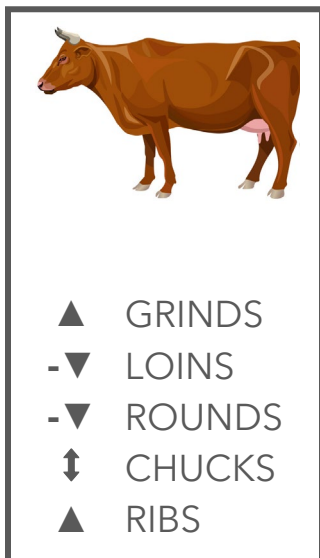 ▲ GRINDS
-▼ LOINS
-▼ ROUNDS
⬍ CHUCKS
▲ RIBS